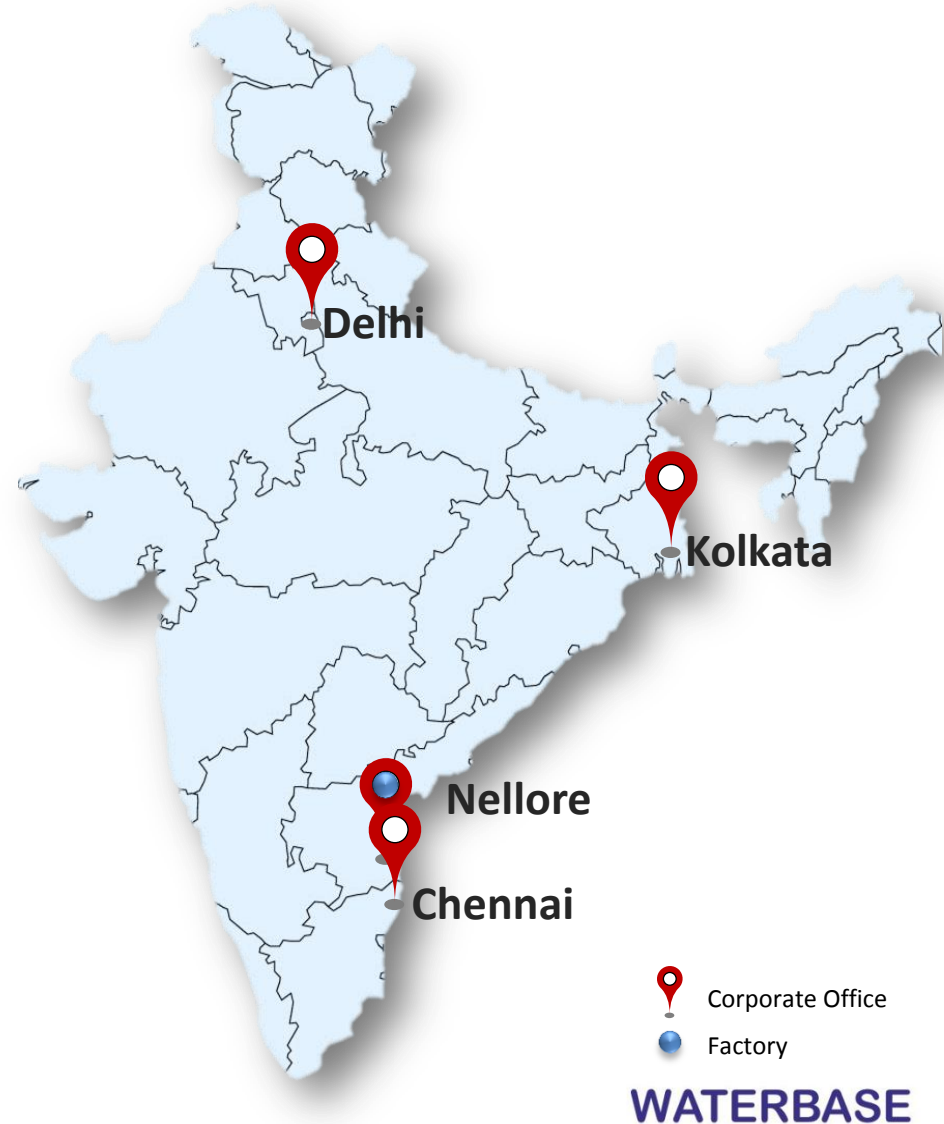 Delhi
Kolkata
Nellore
Chennai
Corporate Office
Factory
WATERBASE